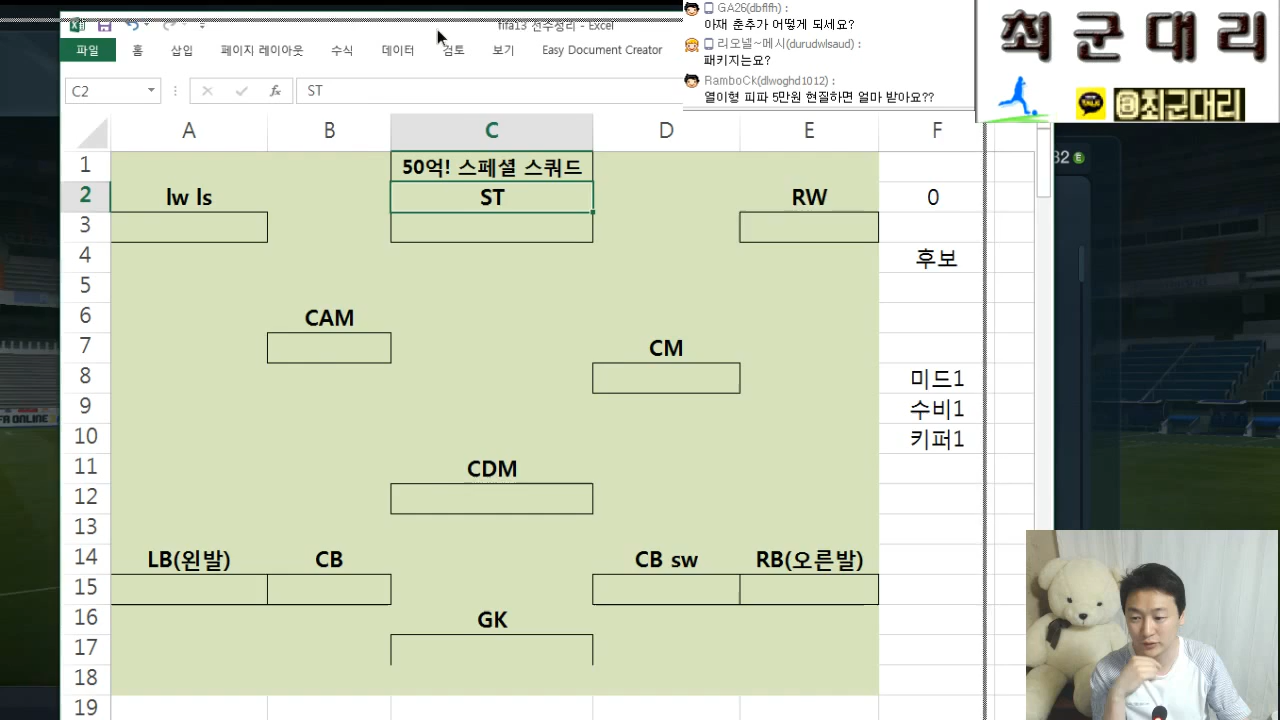 fifa13 선수정리 - Excel
파일 홈 삽입 페이지 레이아웃 수식 데이터 검토 보기 Easy Document Creator
C2 fx ST
A B C D E F
1 50억! 스페셜 스쿼드
2 lw ls ST RW 0
3
4 후보
5
6 CAM
7 CM
8 미드1
9 수비1
10 키퍼1
11 CDM
12
13
14 LB(왼발) CB CB sw RB(오른발)
15
16 GK
17
18
19
GA26(dbflfh) :
아재 춘추가 어떻게 되세요?
리오넬~메시(durudwlsaud) :
패키지는요?
RamboCk(dlwoghd1012) :
열이형 피파 5만원 현질하면 얼마 받아요??
최군대리
TALK @최군대리
32 E
FA ONLINE